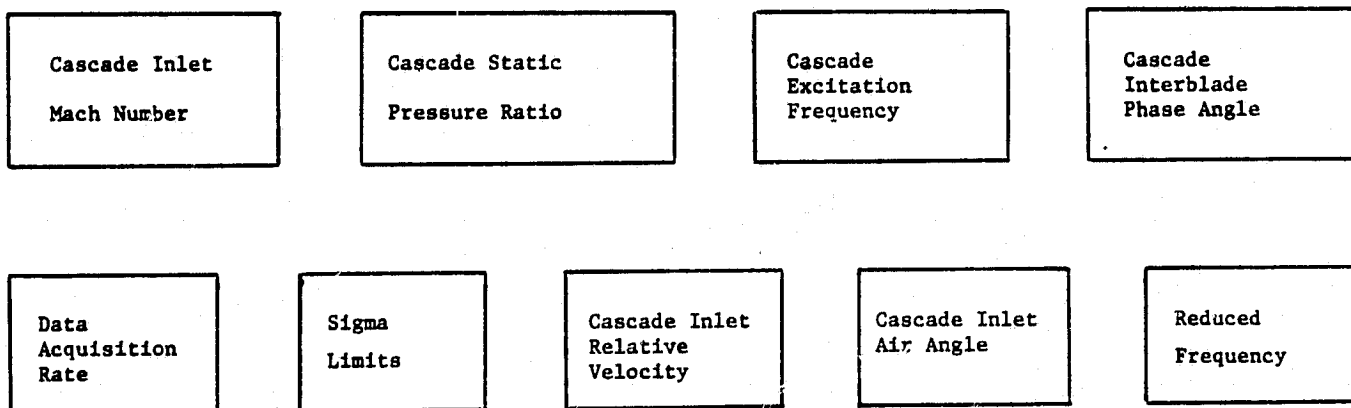 Cascade Inlet
Mach Number
Cascade Static
Pressure Ratio
Cascade
Excitation
Frequency
Cascade
Interblade
Phase Angle
Data
Acquisition
Rate
Sigma
Limits
Cascade Inlet
Relative
Velocity
Cascade Inlet
Air Angle
Reduced
Frequency